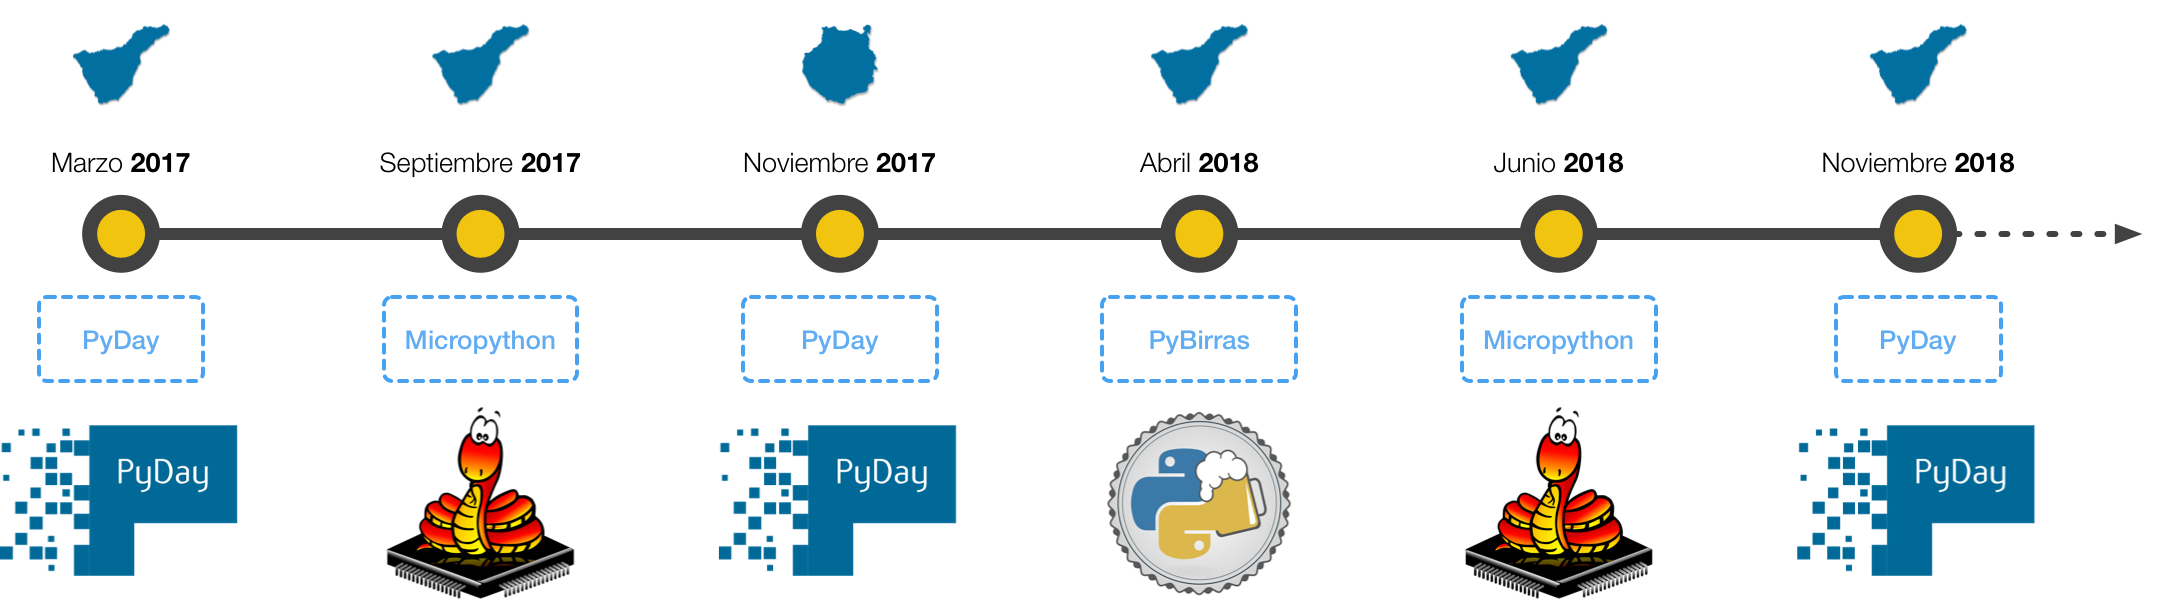 Marzo 2017
Septiembre 2017
Noviembre 2017
Abril 2018
Junio 2018
Noviembre 2018
PyDay
Micropython
PyDay
PyBirras
Micropython
PyDay
PyDay
PyDay
PyDay